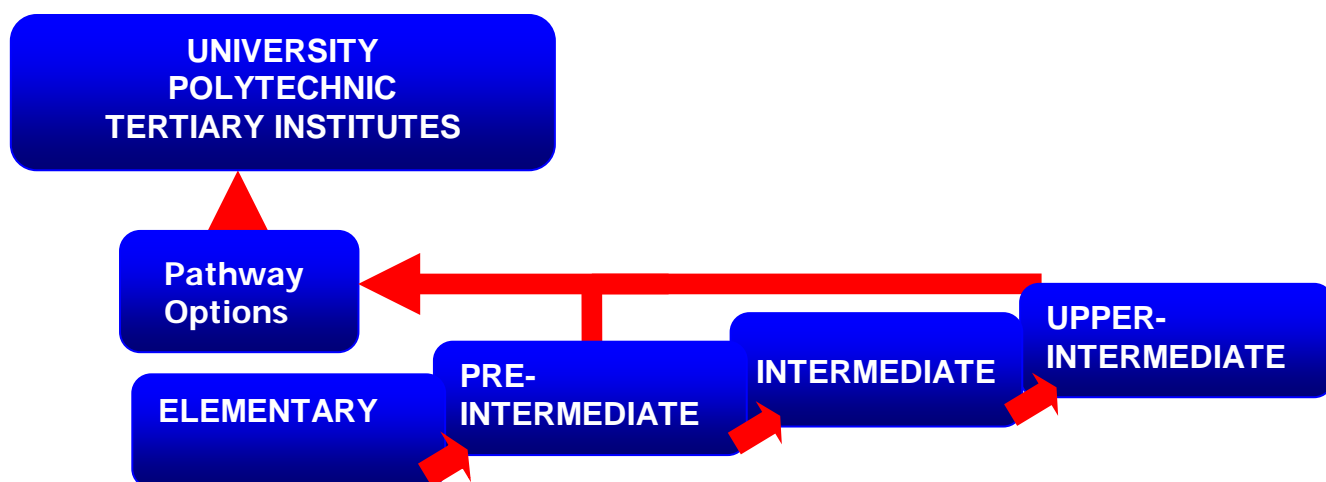 UNIVERSITY
POLYTECHNIC
TERTIARY INSTITUTES
Pathway
Options
ELEMENTARY
PRE-
INTERMEDIATE
INTERMEDIATE
UPPER-
INTERMEDIATE